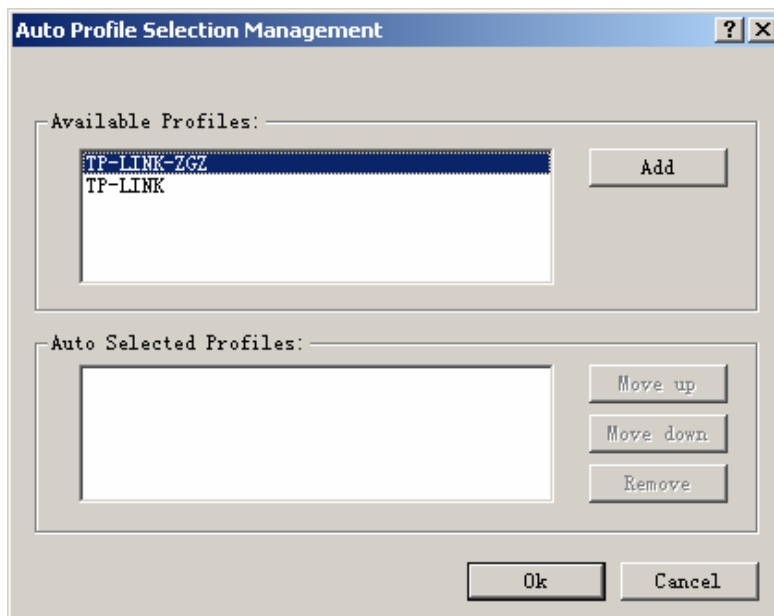 Auto Profile Selection Management
Available Profiles:
TP-LINK-ZGZ
TP-LINK
Add
Auto Selected Profiles:
Move up
Move down
Remove
Ok
Cancel